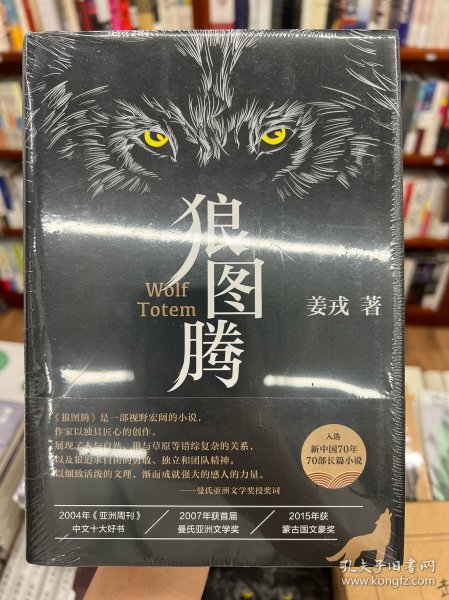 狼图腾
Wolf
Totem
姜戎 著
《狼图腾》是一部视野宏阔的小说，
作家以独具匠心的创作，
展现了人与自然、狼与草原等错综复杂的关系，
以及狼追求自由的勇敢、独立和团队精神。
以细致活泼的文理，渐而成就强大的感人的力量。
——曼氏亚洲文学奖授奖词
入选
新中国70年
70部长篇小说
2004年《亚洲周刊》
中文十大好书
2007年获首届
曼氏亚洲文学奖
2015年获
蒙古国文豪奖
孔夫子旧书网
www.kongfz.com